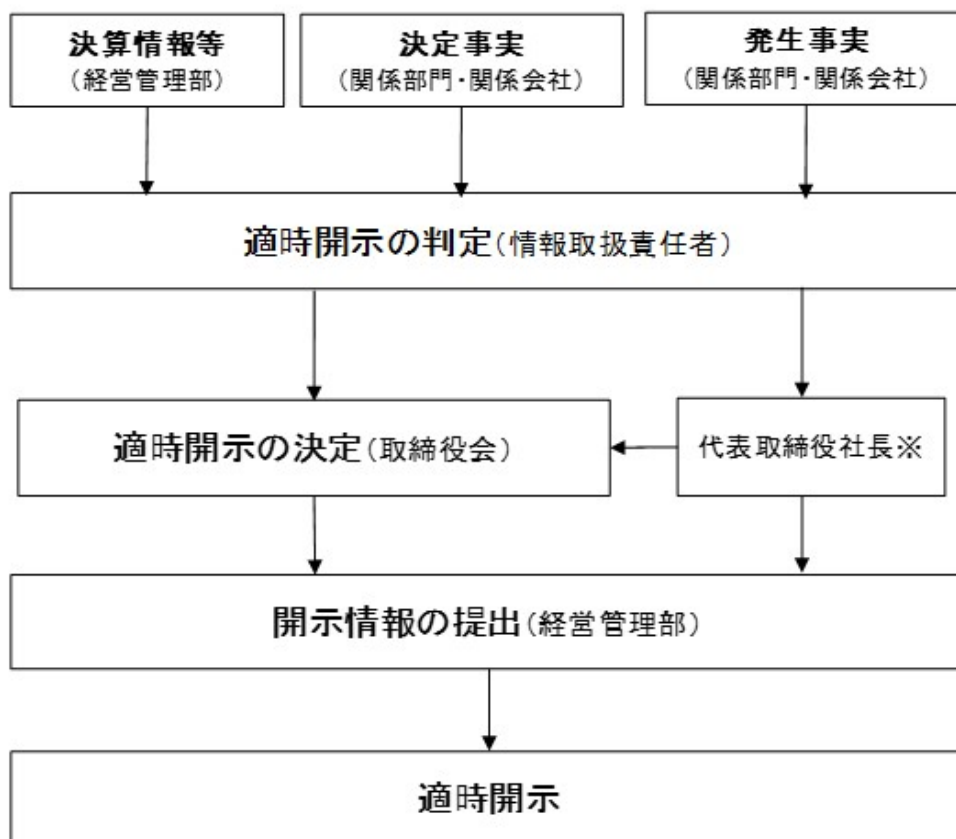 決算情報等
（経営管理部）
決定事実
（関係部門・関係会社）
発生事実
（関係部門・関係会社）
適時開示の判定（情報取扱責任者）
適時開示の決定（取締役会）
代表取締役社長※
開示情報の提出（経営管理部）
適時開示